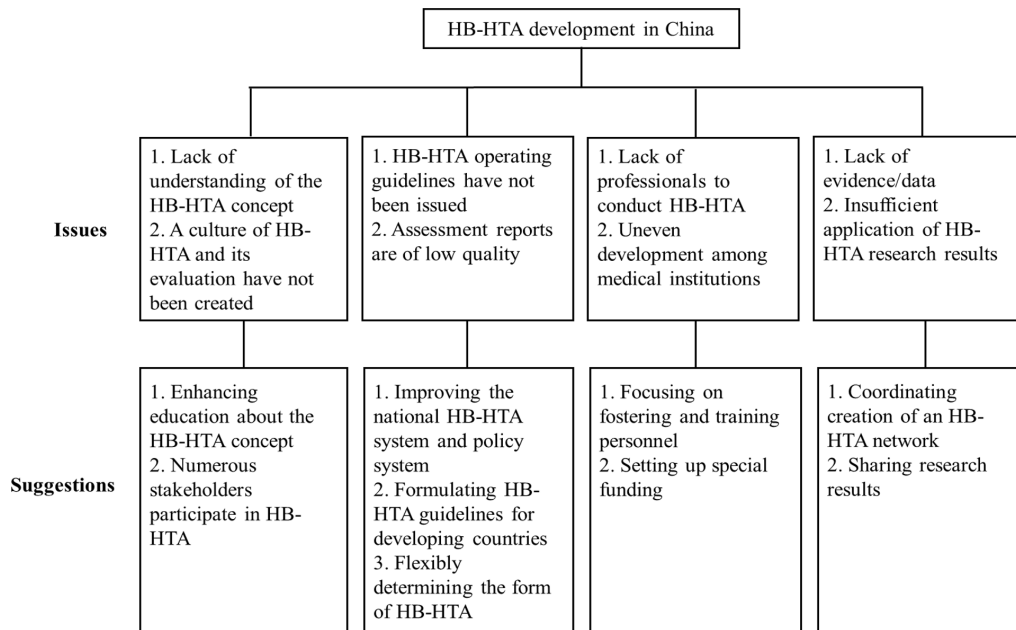 HB-HTA development in China
Issues
1. Lack of
understanding of the
HB-HTA concept
2. A culture of HB-
HTA and its
evaluation have not
been created
1. HB-HTA operating
guidelines have not
been issued
2. Assessment reports
are of low quality
1. Lack of
professionals to
conduct HB-HTA
2. Uneven
development among
medical institutions
1. Lack of
evidence/data
2. Insufficient
application of HB-
HTA research results
Suggestions
1. Enhancing
education about the
HB-HTA concept
2. Numerous
stakeholders
participate in HB-
HTA
1. Improving the
national HB-HTA
system and policy
system
2. Formulating HB-
HTA guidelines for
developing countries
3. Flexibly
determining the form
of HB-HTA
1. Focusing on
fostering and training
personnel
2. Setting up special
funding
1. Coordinating
creation of an HB-
HTA network
2. Sharing research
results